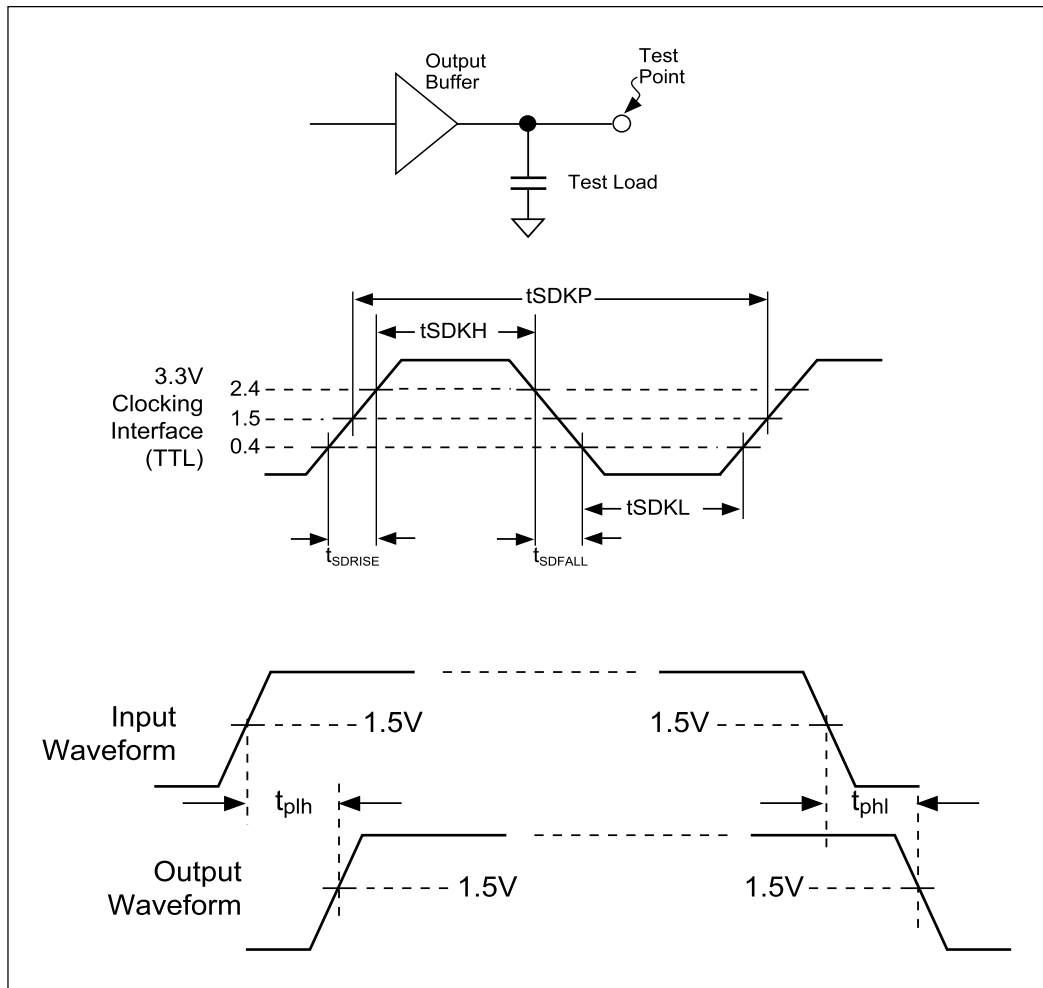 Output
Buffer
Test
Point
Test Load
tSDKP
tSDKH
3.3V
Clocking
Interface
(TTL)
2.4
1.5
0.4
tSDKL
tSDRISE
tSDFALL
Input
Waveform
1.5V
1.5V
tplh
tphl
Output
Waveform
1.5V
1.5V